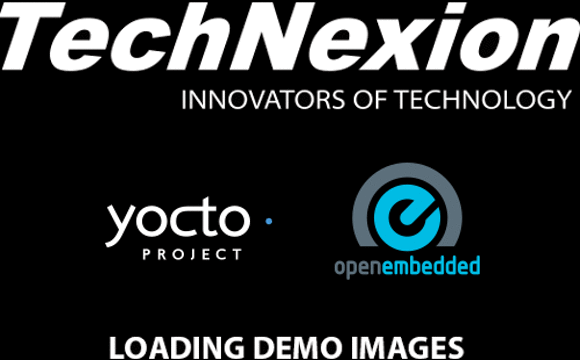 TechNexion
INNOVATORS OF TECHNOLOGY
yocto
PROJECT
openembedded
LOADING DEMO IMAGES